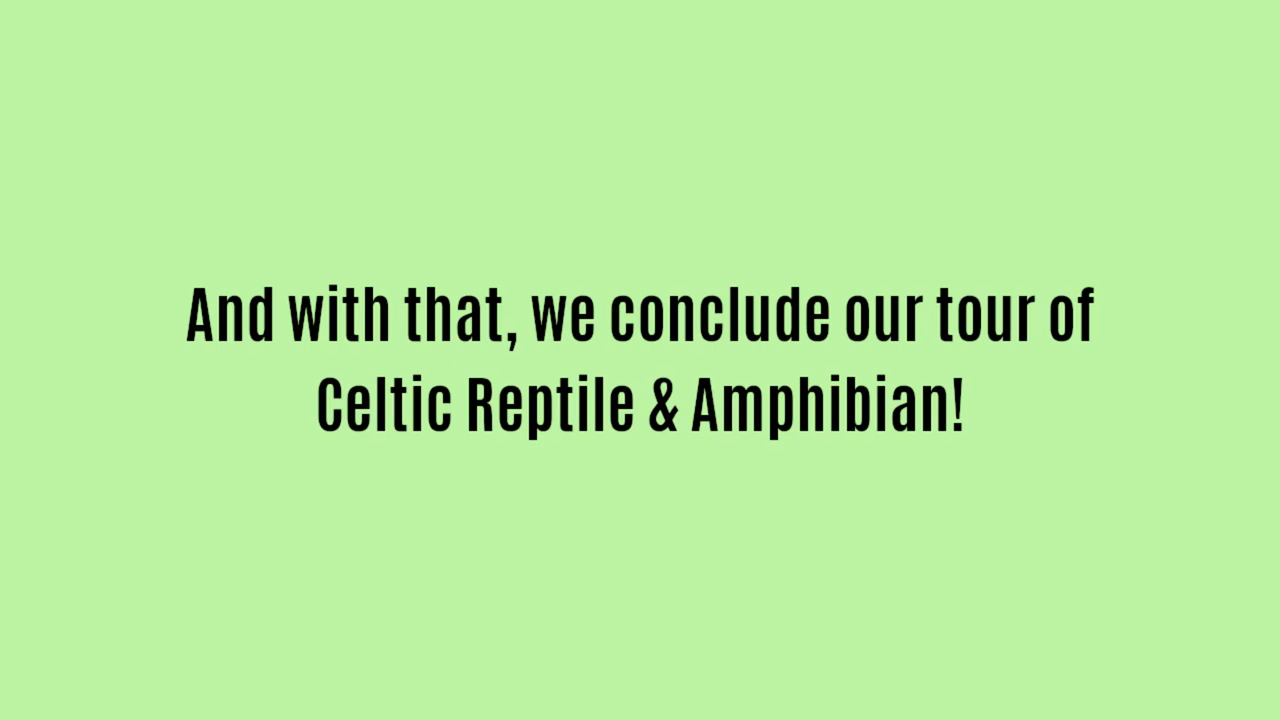 And with that, we conclude our tour of
Celtic Reptile & Amphibian!